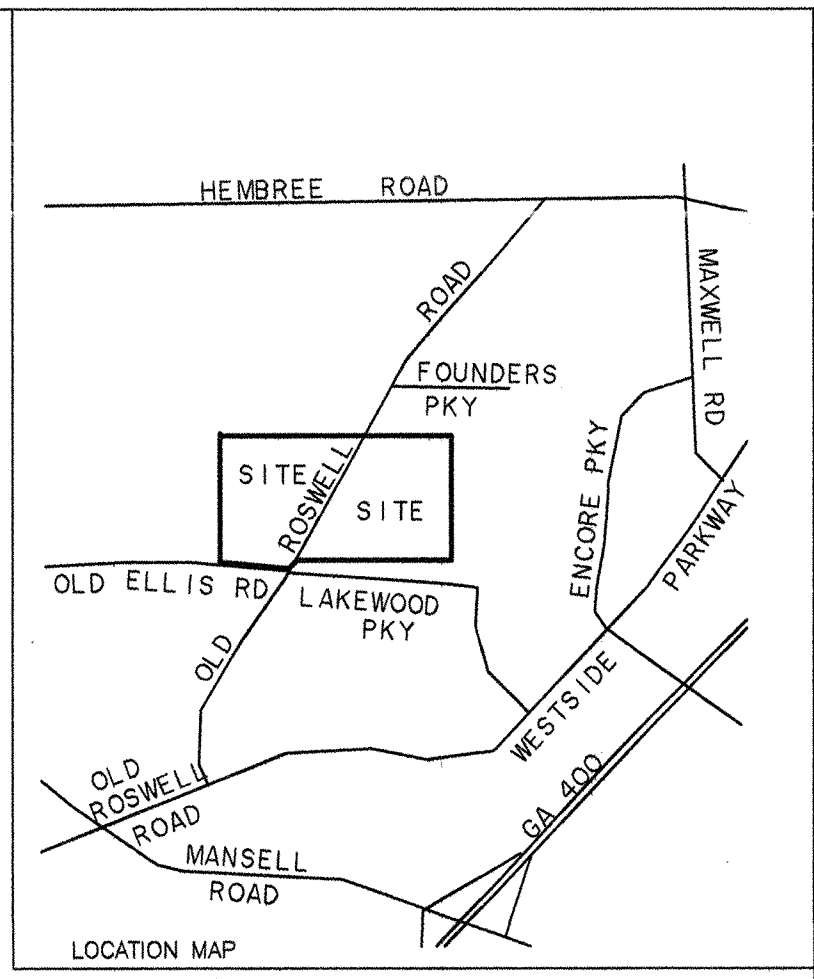 HEMBREE ROAD
ROAD
MAXWELL RD
FOUNDERS
PKY
ROSWELL
SITE
SITE
ENCORE PKY
PARKWAY
OLD ELLIS RD
LAKEWOOD
PKY
OLD
WESTSIDE
OLD
ROSWELL
ROAD
GA 400
MANSELL
ROAD
LOCATION MAP